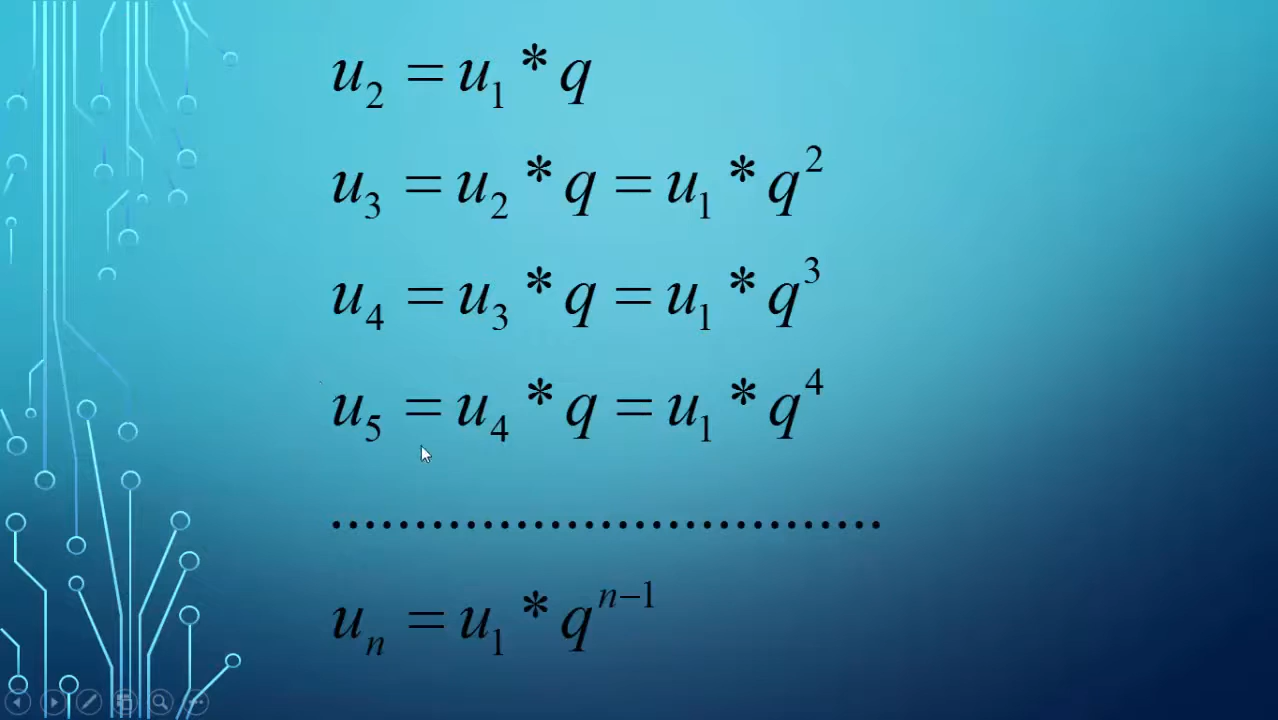 u₂ = u₁ * q
u₃ = u₂ * q = u₁ * q²
u₄ = u₃ * q = u₁ * q³
u₅ = u₄ * q = u₁ * q⁴
.................................
uₙ = u₁ * qⁿ⁻¹